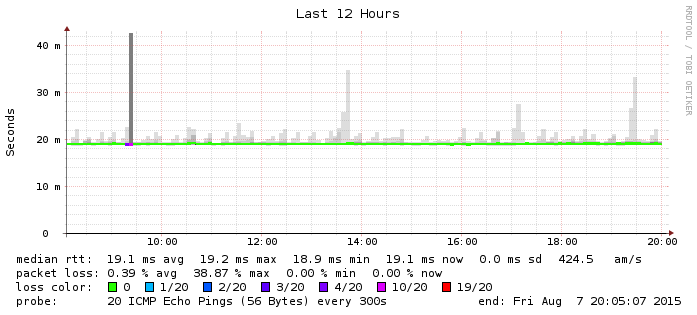 Last 12 Hours
RRDTOOL / TOBI OETIKER
Seconds
40 m
30 m
20 m
10 m
0
10:00 12:00 14:00 16:00 18:00 20:00
median rtt: 19.1 ms avg 19.2 ms max 18.9 ms min 19.1 ms now 0.0 ms sd 424.5 am/s
packet loss: 0.39 % avg 38.87 % max 0.00 % min 0.00 % now
loss color: 0 1/20 2/20 3/20 4/20 10/20 19/20
probe: 20 ICMP Echo Pings (56 Bytes) every 300s end: Fri Aug 7 20:05:07 2015